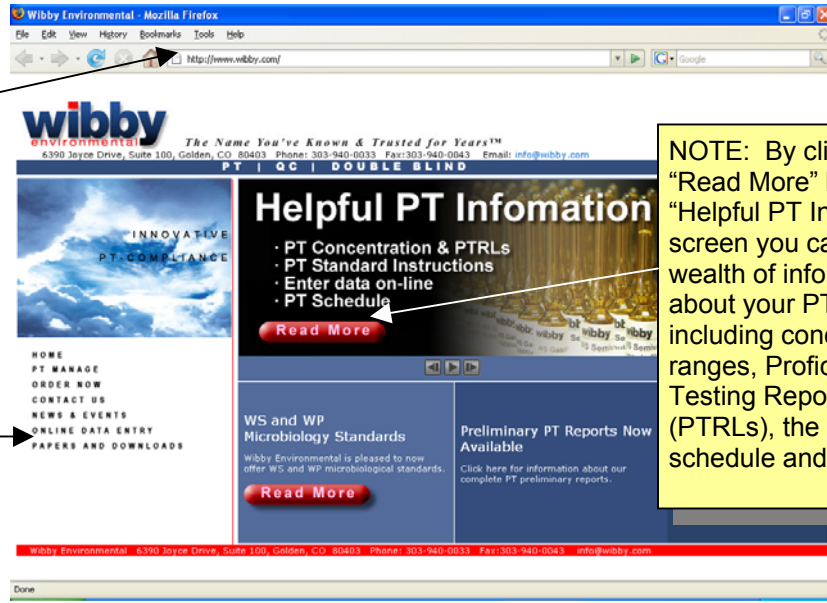 Wibby Environmental - Mozilla Firefox
File Edit View History Bookmarks Tools Help
http://www.wibby.com/
Google
wibby
environmental
The Name You've Known & Trusted for Years™
6390 Joyce Drive, Suite 100, Golden, CO 80403 Phone: 303-940-0033 Fax:303-940-0043 Email: info@wibby.com
PT | QC | DOUBLE BLIND
INNOVATIVE
PT-COMPLIANCE
HOME
PT MANAGE
ORDER NOW
CONTACT US
NEWS & EVENTS
ONLINE DATA ENTRY
PAPERS AND DOWNLOADS
Helpful PT Infomation
· PT Concentration & PTRLs
· PT Standard Instructions
· Enter data on-line
· PT Schedule
Read More
WS and WP
Microbiology Standards
Wibby Environmental is pleased to now
offer WS and WP microbiological standards.
Read More
Preliminary PT Reports Now
Available
Click here for information about our
complete PT preliminary reports.
NOTE: By cli
"Read More"
"Helpful PT In
screen you ca
wealth of info
about your PT
including conc
ranges, Profic
Testing Repo
(PTRLs), the
schedule and
Wibby Environmental 6390 Joyce Drive, Suite 100, Golden, CO 80403 Phone: 303-940-0033 Fax:303-940-0043 info@wibby.com
Done